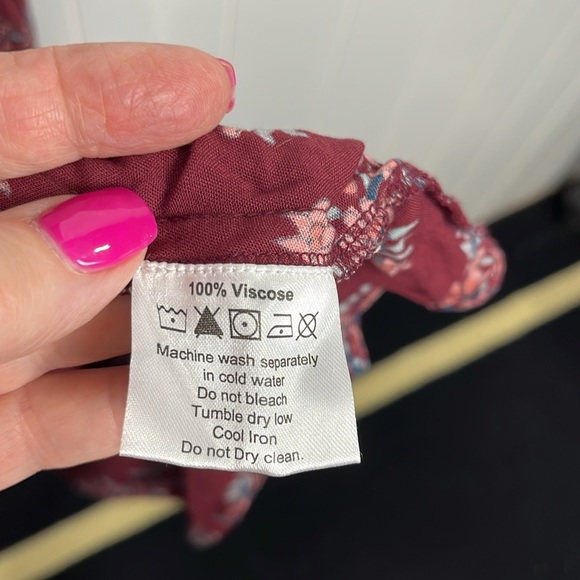 100% Viscose
Machine wash separately
in cold water
Do not bleach
Tumble dry low
Cool Iron
Do not Dry clean.